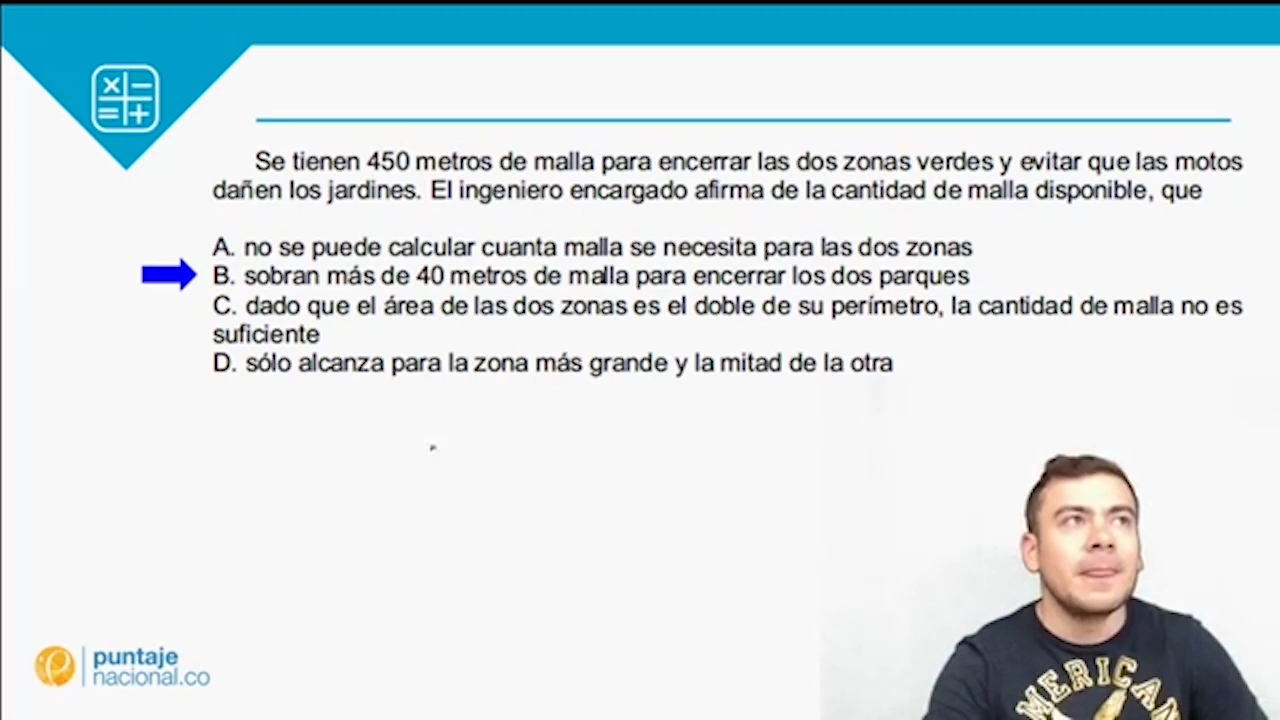 Se tienen 450 metros de malla para encerrar las dos zonas verdes y evitar que las motos
dañen los jardines. El ingeniero encargado afirma de la cantidad de malla disponible, que
A. no se puede calcular cuanta malla se necesita para las dos zonas
B. sobran más de 40 metros de malla para encerrar los dos parques
C. dado que el área de las dos zonas es el doble de su perímetro, la cantidad de malla no es
suficiente
D. sólo alcanza para la zona más grande y la mitad de la otra
puntaje
nacional.co